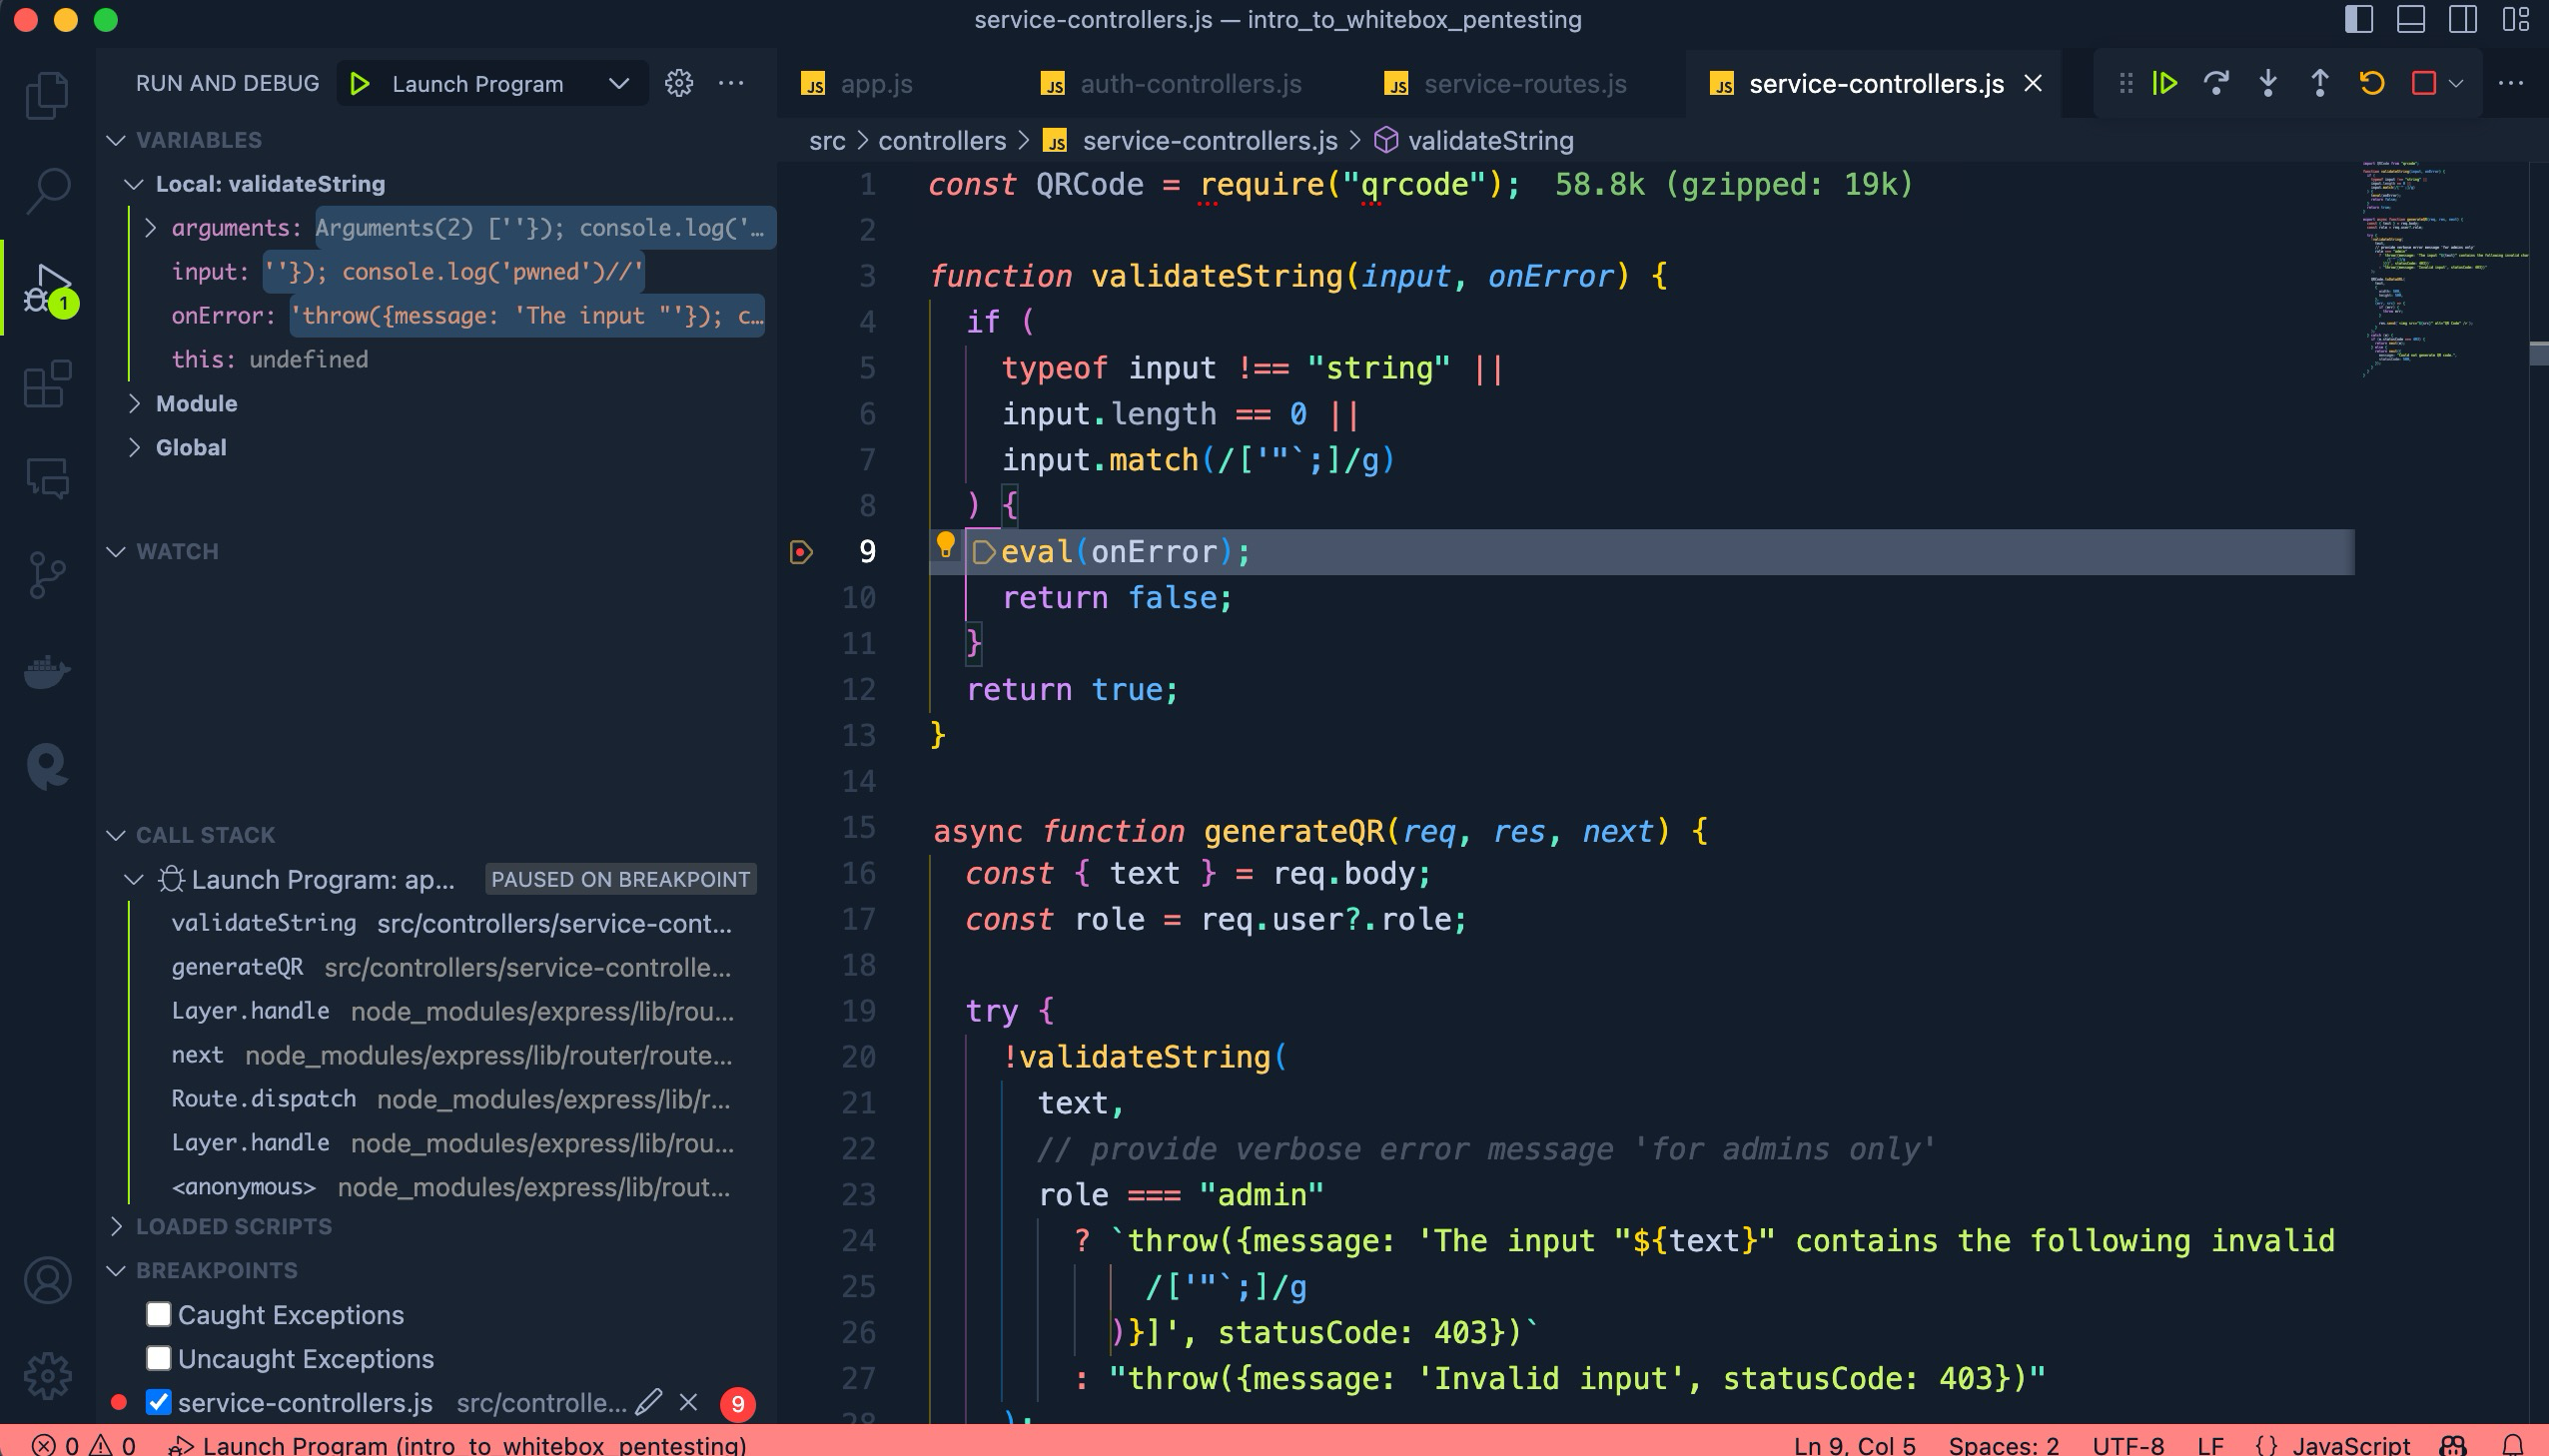 service-controllers.js — intro_to_whitebox_pentesting
RUN AND DEBUG
Launch Program
VARIABLES
Local: validateString
arguments: Arguments(2) [''}); console.log('…
input: ''}); console.log('pwned')//'
onError: 'throw({message: 'The input "'}); c…
this: undefined
Module
Global
1
WATCH
CALL STACK
Launch Program: ap...
PAUSED ON BREAKPOINT
validateString src/controllers/service-cont...
generateQR src/controllers/service-controlle...
Layer.handle node_modules/express/lib/rou...
next node_modules/express/lib/router/route...
Route.dispatch node_modules/express/lib/r...
Layer.handle node_modules/express/lib/rou...
<anonymous> node_modules/express/lib/rout...
LOADED SCRIPTS
BREAKPOINTS
Caught Exceptions
Uncaught Exceptions
service-controllers.js src/controlle... 9
JS app.js JS auth-controllers.js JS service-routes.js JS service-controllers.js
src > controllers > JS service-controllers.js > validateString
1 const QRCode = require("qrcode"); 58.8k (gzipped: 19k)
2
3 function validateString(input, onError) {
4 if (
5 typeof input !== "string" ||
6 input.length == 0 ||
7 input.match(/['"`;]/g)
8 ) {
9 eval(onError);
10 return false;
11 }
12 return true;
13 }
14
15 async function generateQR(req, res, next) {
16 const { text } = req.body;
17 const role = req.user?.role;
18
19 try {
20 !validateString(
21 text,
22 // provide verbose error message 'for admins only'
23 role === "admin"
24 ? `throw({message: 'The input "${text}" contains the following invalid
25 /['"`;]/g
26 )}]', statusCode: 403})`
27 : "throw({message: 'Invalid input', statusCode: 403})"
28 );
0 0 Launch Program (intro_to_whitebox_pentesting)
Ln 9, Col 5 Spaces: 2 UTF-8 LF {} JavaScript